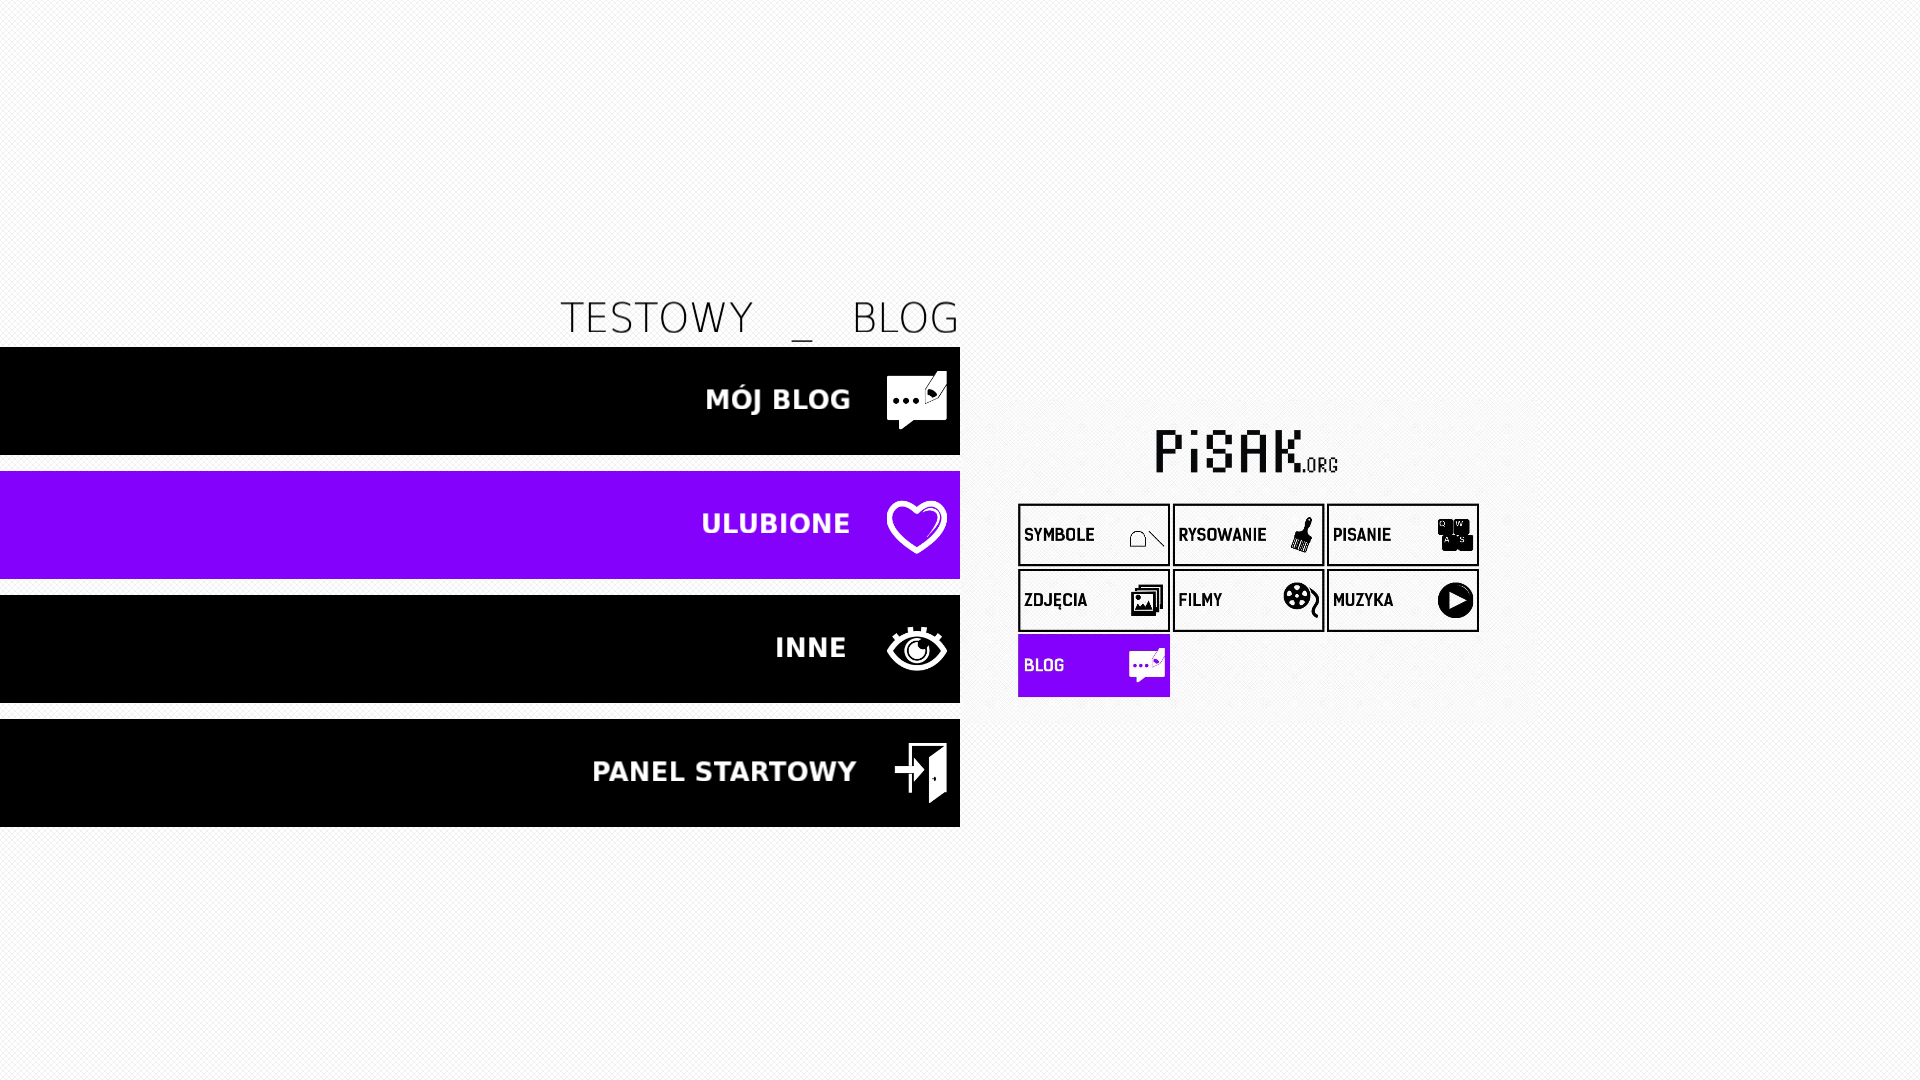 TESTOWY _ BLOG
MÓJ BLOG
ULUBIONE
INNE
PANEL STARTOWY
PiSAK.ORG
SYMBOLE
RYSOWANIE
PISANIE
Q W
A S
ZDJĘCIA
FILMY
MUZYKA
BLOG